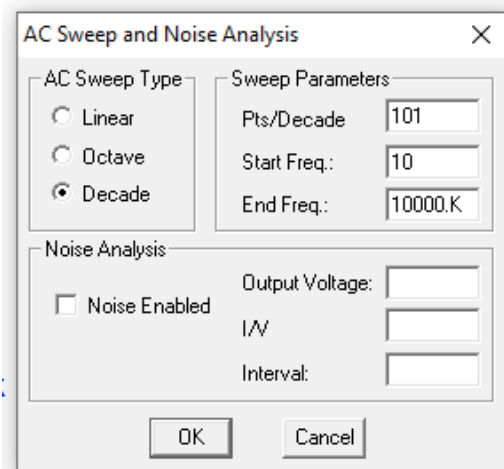 AC Sweep and Noise Analysis
AC Sweep Type
Linear
Octave
Decade
Sweep Parameters
Pts/Decade 101
Start Freq.: 10
End Freq.: 10000.K
Noise Analysis
Noise Enabled
Output Voltage:
I/V
Interval:
OK Cancel